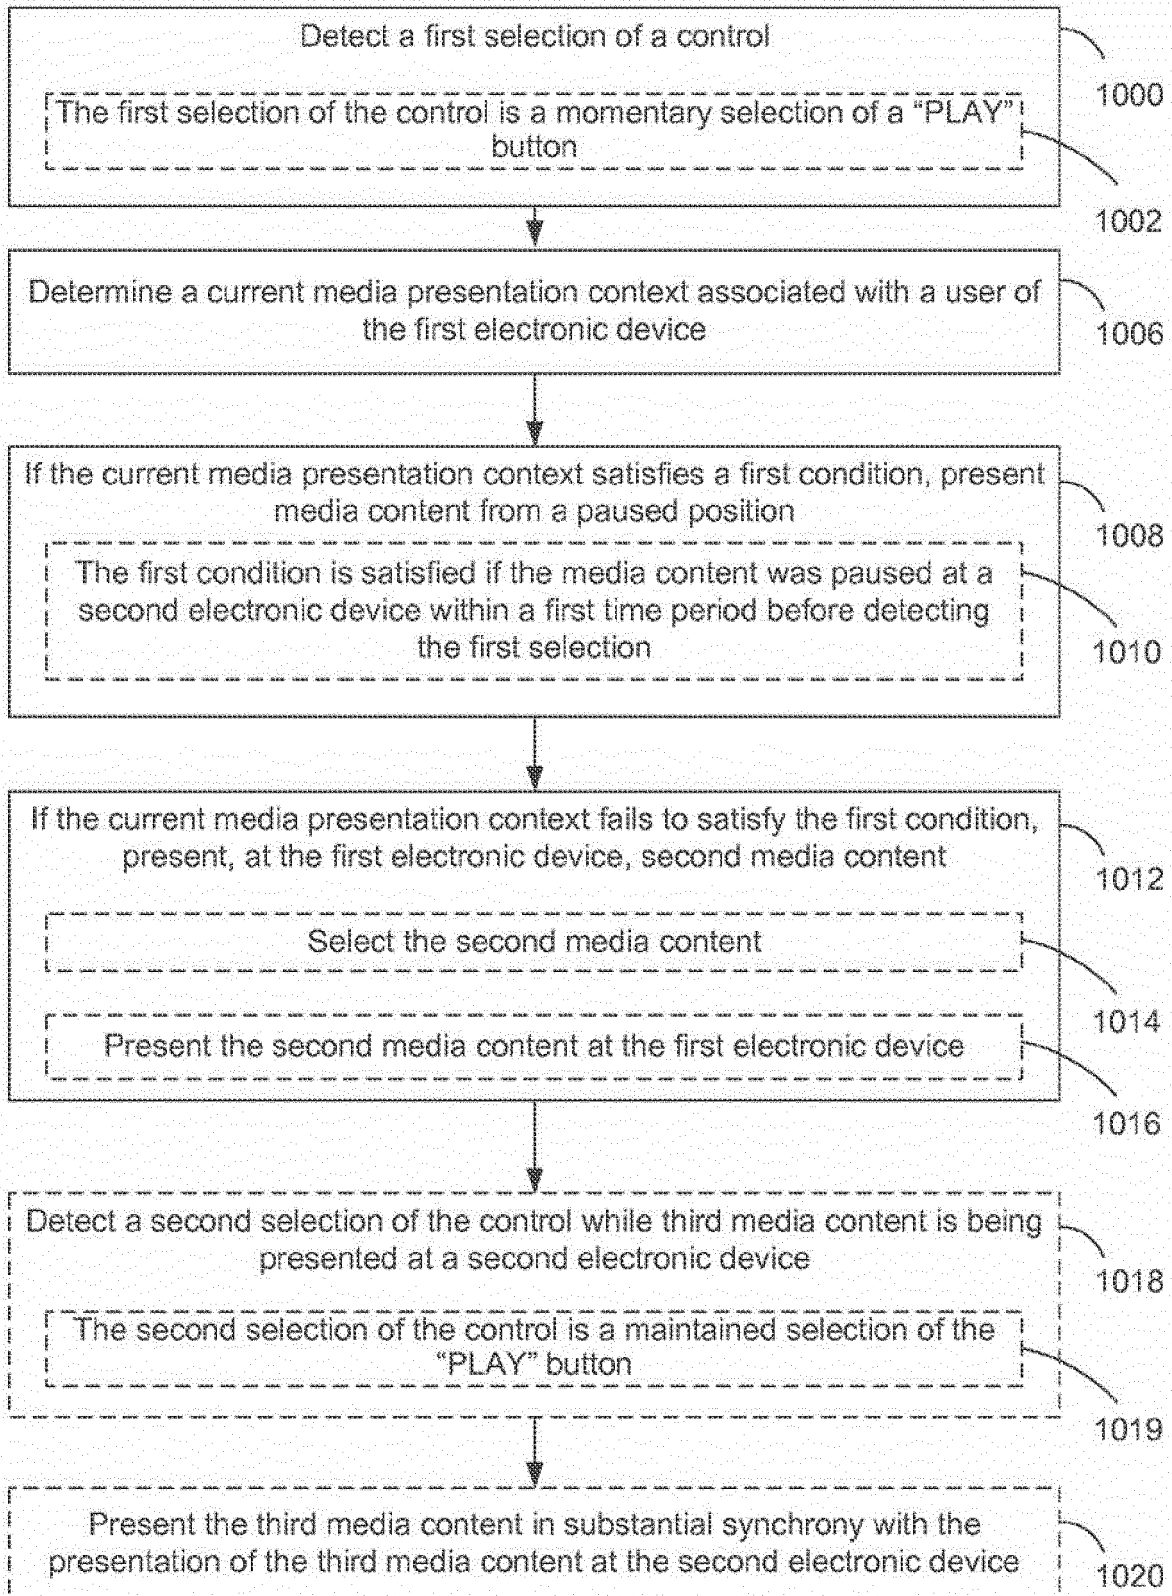 Detect a first selection of a control
1000
The first selection of the control is a momentary selection of a “PLAY”
button
1002
Determine a current media presentation context associated with a user of
the first electronic device
1006
If the current media presentation context satisfies a first condition, present
media content from a paused position
1008
The first condition is satisfied if the media content was paused at a
second electronic device within a first time period before detecting
the first selection
1010
If the current media presentation context fails to satisfy the first condition,
present, at the first electronic device, second media content
1012
Select the second media content
1014
Present the second media content at the first electronic device
1016
Detect a second selection of the control while third media content is being
presented at a second electronic device
1018
The second selection of the control is a maintained selection of the
“PLAY” button
1019
Present the third media content in substantial synchrony with the
presentation of the third media content at the second electronic device
1020